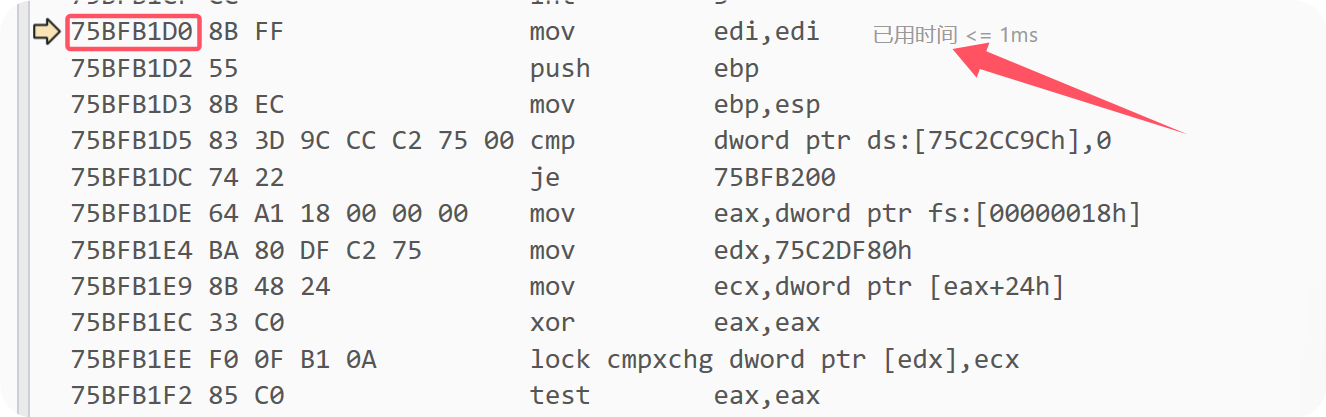 75BFB1D0 8B FF mov edi,edi 已用时间 <= 1ms
75BFB1D2 55 push ebp
75BFB1D3 8B EC mov ebp,esp
75BFB1D5 83 3D 9C CC C2 75 00 cmp dword ptr ds:[75C2CC9Ch],0
75BFB1DC 74 22 je 75BFB200
75BFB1DE 64 A1 18 00 00 00 mov eax,dword ptr fs:[00000018h]
75BFB1E4 BA 80 DF C2 75 mov edx,75C2DF80h
75BFB1E9 8B 48 24 mov ecx,dword ptr [eax+24h]
75BFB1EC 33 C0 xor eax,eax
75BFB1EE F0 0F B1 0A lock cmpxchg dword ptr [edx],ecx
75BFB1F2 85 C0 test eax,eax